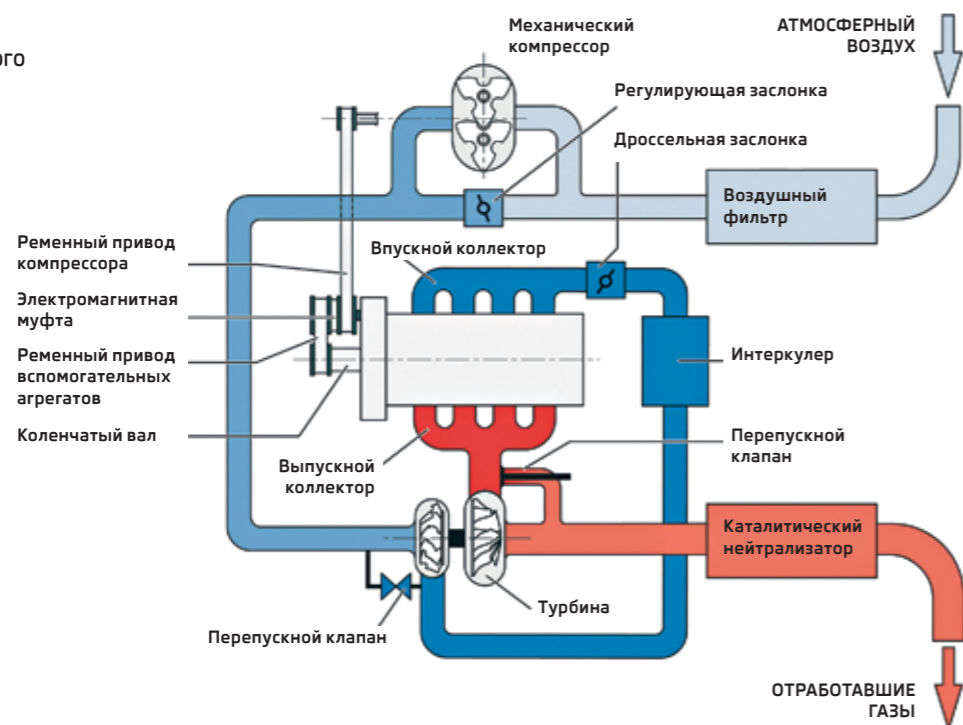 ОГО
Механический
компрессор
АТМОСФЕРНЫЙ
ВОЗДУХ
Регулирующая заслонка
Дроссельная заслонка
Воздушный
фильтр
Ременный привод
компрессора
Впускной коллектор
Электромагнитная
муфта
Ременный привод
вспомогательных
агрегатов
Интеркулер
Коленчатый вал
Перепускной
клапан
Выпускной
коллектор
Каталитический
нейтрализатор
Турбина
Перепускной клапан
ОТРАБОТАВШИЕ
ГАЗЫ